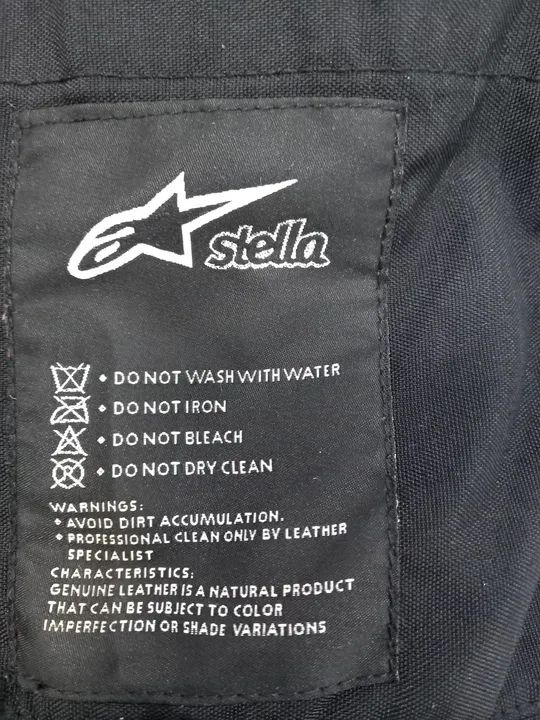 stella
• DO NOT WASH WITH WATER
• DO NOT IRON
• DO NOT BLEACH
• DO NOT DRY CLEAN
WARNINGS:
• AVOID DIRT ACCUMULATION.
• PROFESSIONAL CLEAN ONLY BY LEATHER
SPECIALIST
CHARACTERISTICS:
GENUINE LEATHER IS A NATURAL PRODUCT
THAT CAN BE SUBJECT TO COLOR
IMPERFECTION OR SHADE VARIATIONS